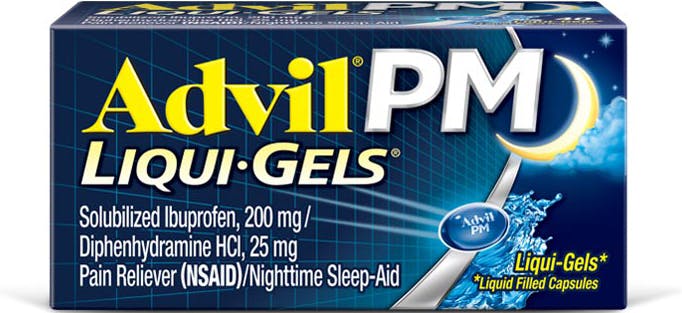 Advil® PM
LIQUI·GELS®
Solubilized Ibuprofen, 200 mg/
Diphenhydramine HCl, 25 mg
Pain Reliever (NSAID)/Nighttime Sleep-Aid
Advil
PM
Liqui-Gels*
*Liquid Filled Capsules